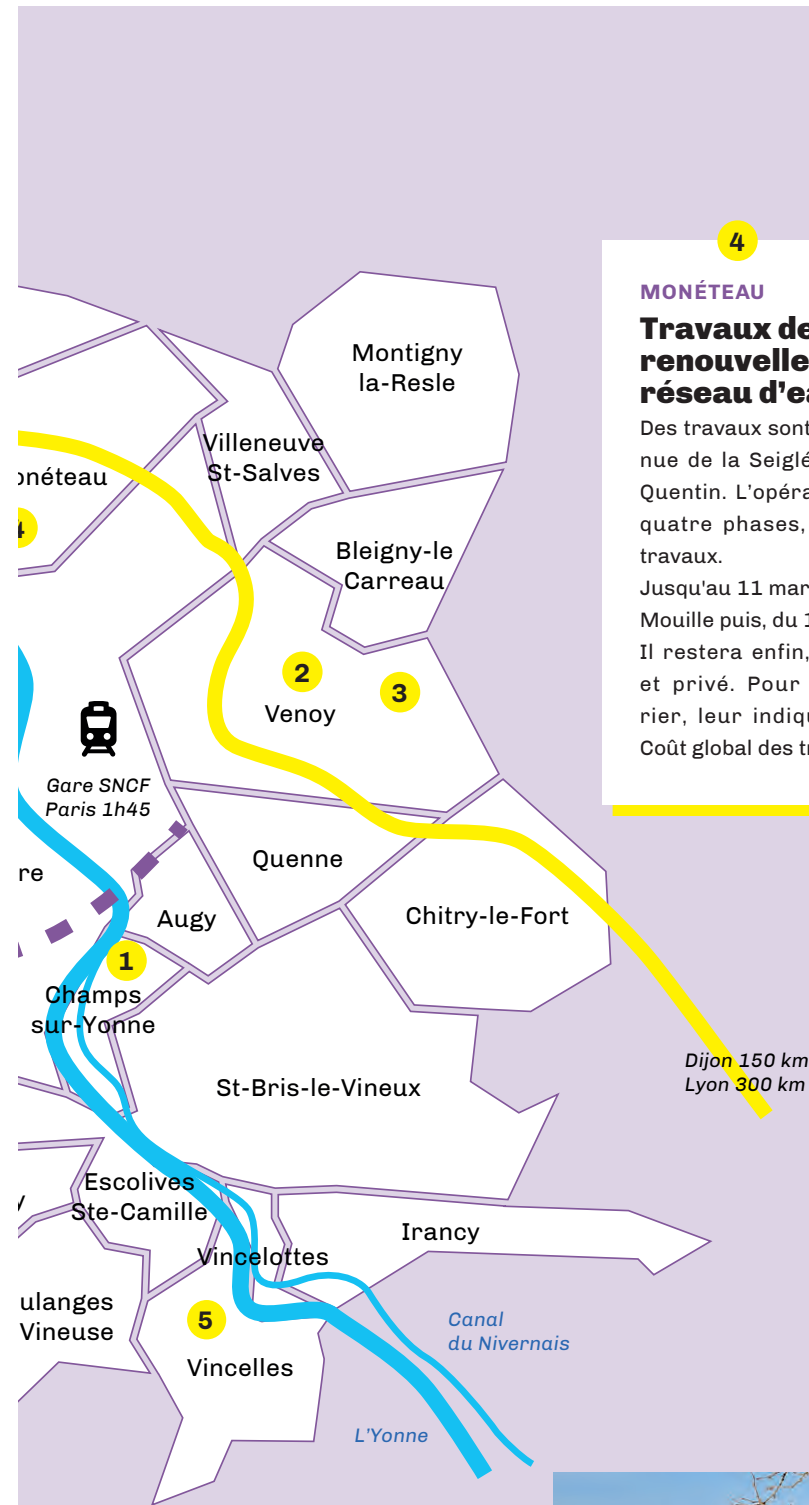 Montigny
la-Resle
Villeneuve
St-Salves
onéteau
4
Bleigny-le
Carreau
2
3
Venoy
Gare SNCF
Paris 1h45
Quenne
re
Augy
Chitry-le-Fort
1
Champs
sur-Yonne
Dijon 150 km
Lyon 300 km
St-Bris-le-Vineux
Escolives
Ste-Camille
y
Irancy
Vincelottes
ulanges
Vineuse
5
Vincelles
Canal
du Nivernais
L'Yonne
4
MONÉTEAU
Travaux de
renouvelle
réseau d'ea
Des travaux sont
nue de la Seiglé
Quentin. L'opéra
quatre phases,
travaux.
Jusqu'au 11 mar
Mouille puis, du 1
Il restera enfin,
et privé. Pour
rier, leur indiqu
Coût global des tr